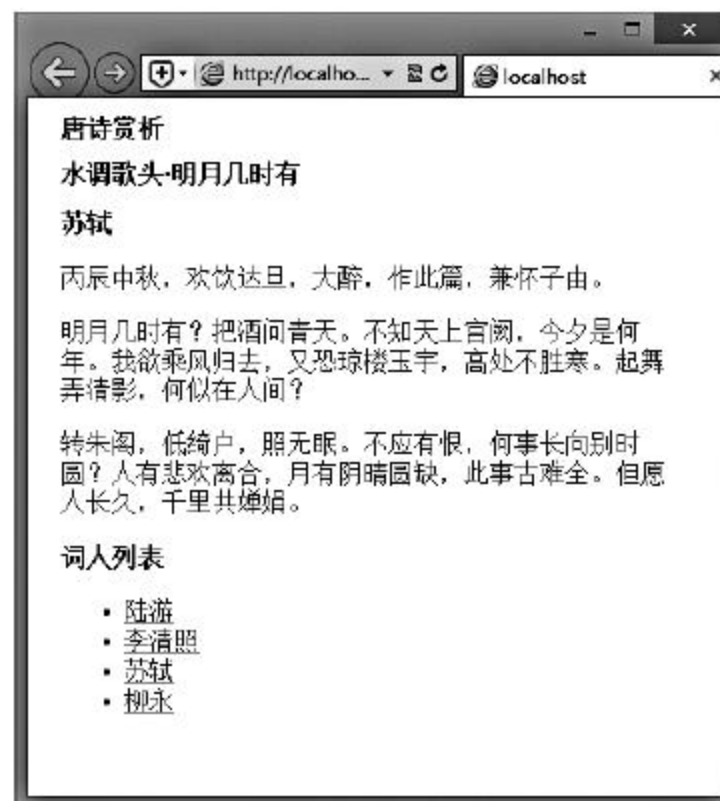 http://localho...
localhost
唐诗赏析
水调歌头·明月几时有
苏轼
丙辰中秋，欢饮达旦，大醉，作此篇，兼怀子由。
明月几时有？把酒问青天。不知天上宫阙，今夕是何
年。我欲乘风归去，又恐琼楼玉宇，高处不胜寒。起舞
弄清影，何似在人间？
转朱阁，低绮户，照无眠。不应有恨，何事长向别时
圆？人有悲欢离合，月有阴晴圆缺，此事古难全。但愿
人长久，千里共婵娟。
词人列表
• 陆游
• 李清照
• 苏轼
• 柳永